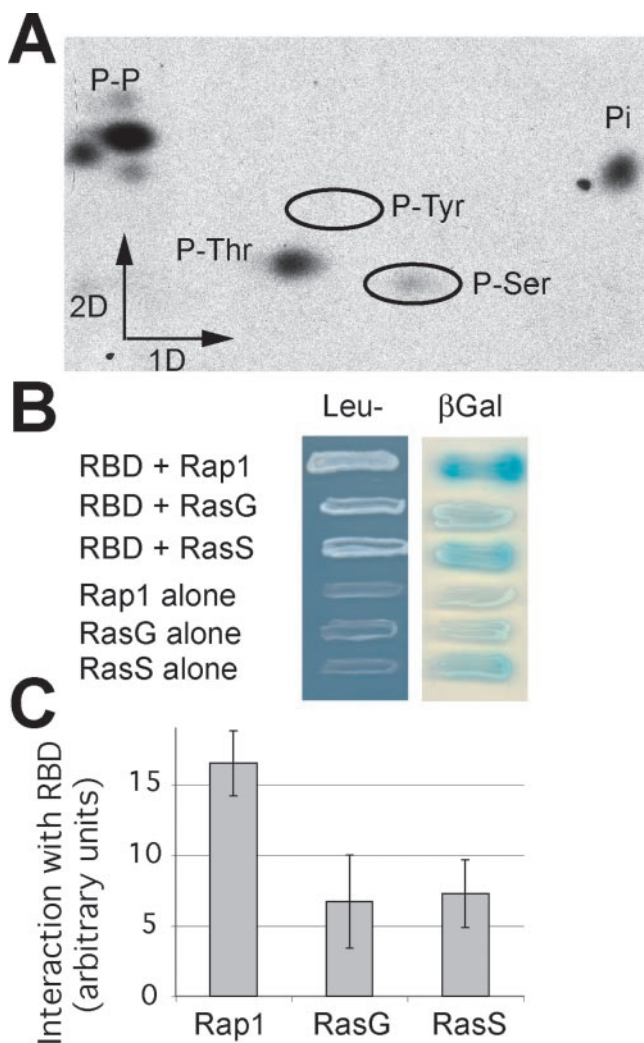 A
P-P
Pi
P-Tyr
P-Thr
P-Ser
2D
1D
B
Leu-
βGal
RBD + Rap1
RBD + RasG
RBD + RasS
Rap1 alone
RasG alone
RasS alone
C
Interaction with RBD
(arbitrary units)
15
10
5
0
Rap1
RasG
RasS